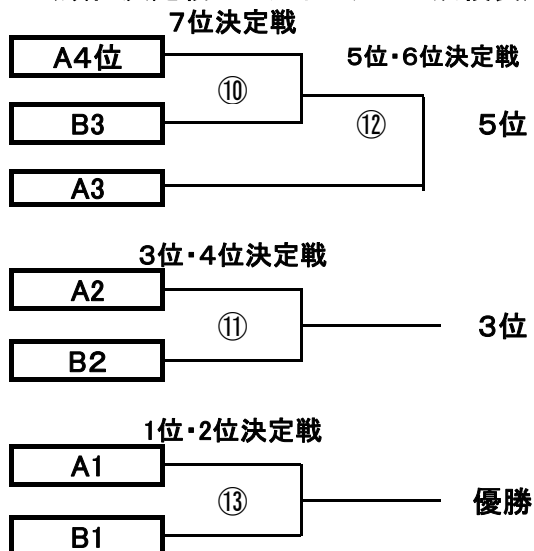 7位決定戦
A4位
5位・6位決定戦
⑩
B3
⑫
5位
A3
3位・4位決定戦
A2
⑪
3位
B2
1位・2位決定戦
A1
⑬
優勝
B1